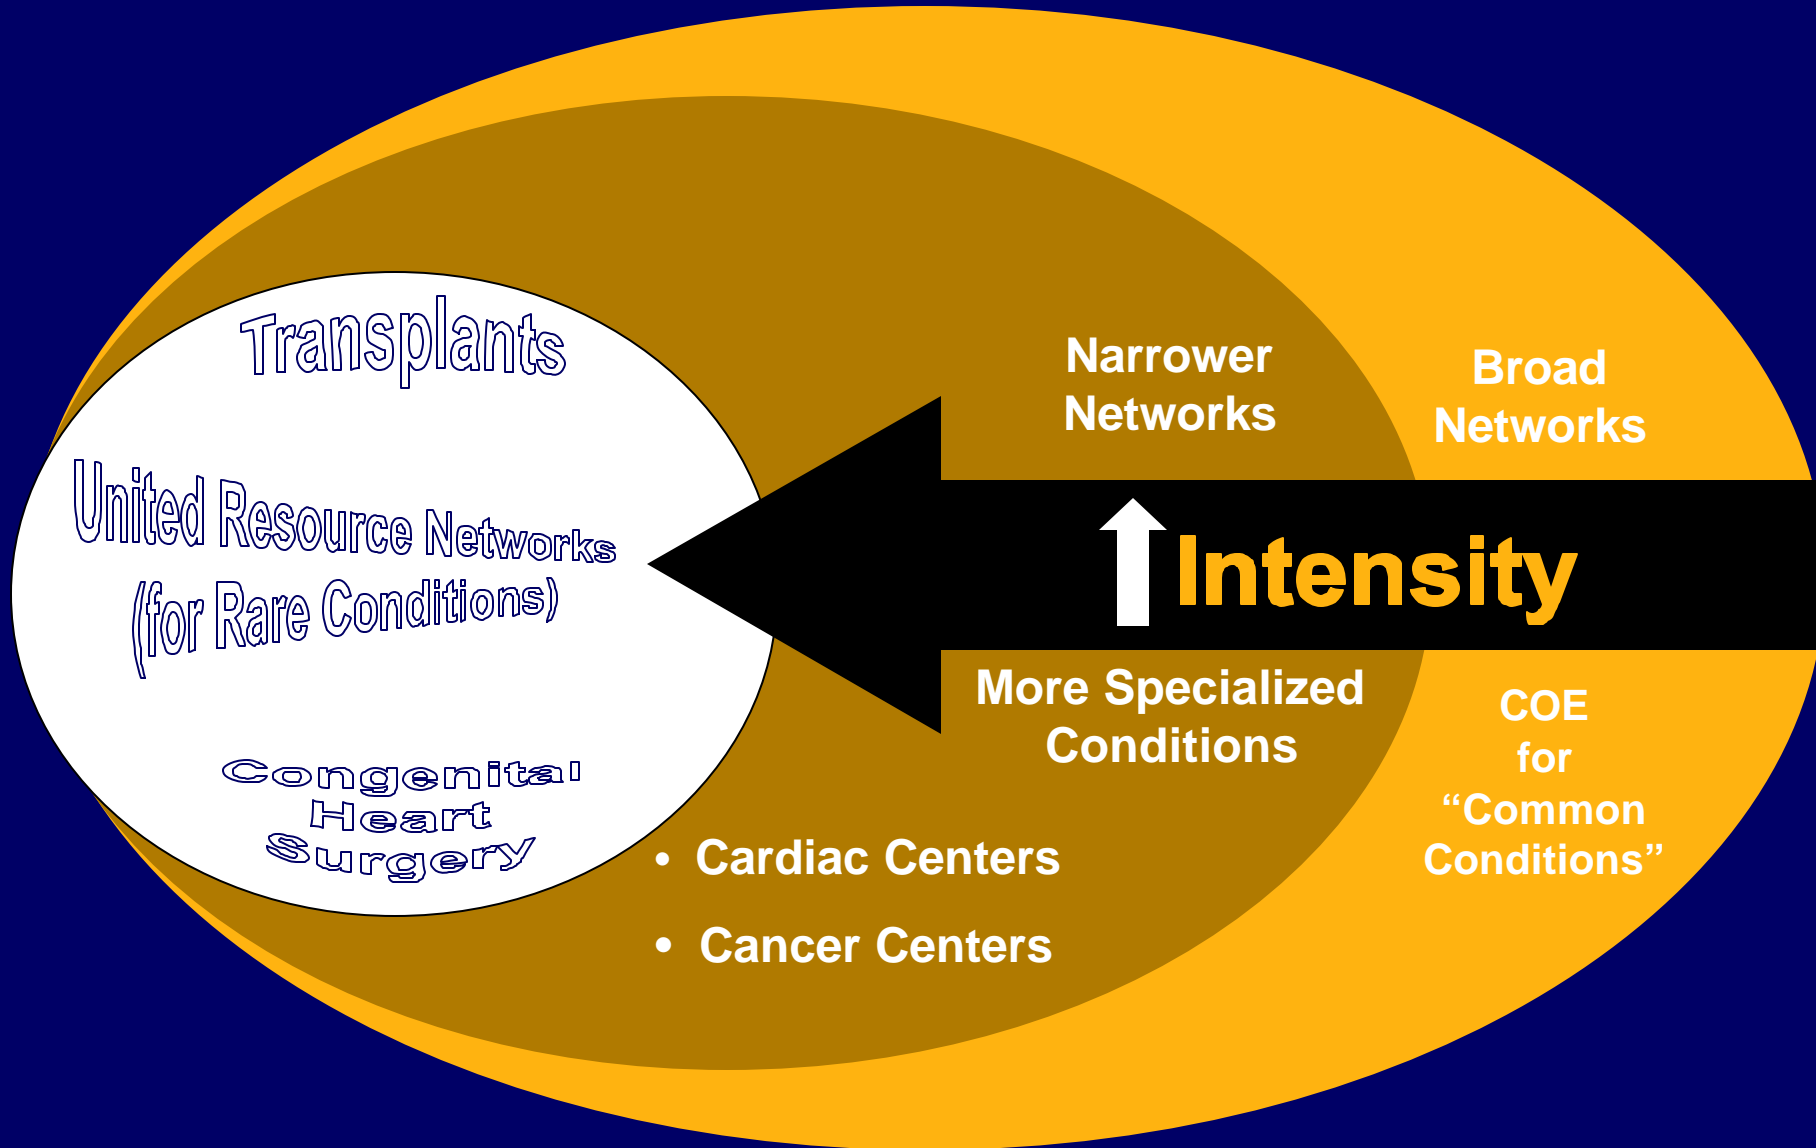 Transplants
United Resource Networks
(for Rare Conditions)
Congenital
Heart
Surgery
Narrower
Networks
Broad
Networks
Intensity
More Specialized
Conditions
• Cardiac Centers
• Cancer Centers
COE
for
“Common
Conditions”